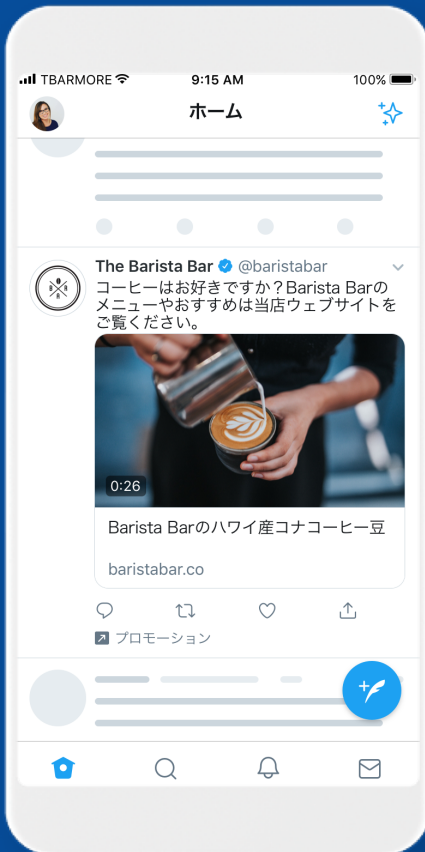 TBARMORE 9:15 AM 100%
ホーム
The Barista Bar @baristabar
コーヒーはお好きですか？Barista Barの
メニューやおすすめは当店ウェブサイトを
ご覧ください。
B A R
R
0:26
Barista Barのハワイ産コナコーヒー豆
baristabar.co
プロモーション